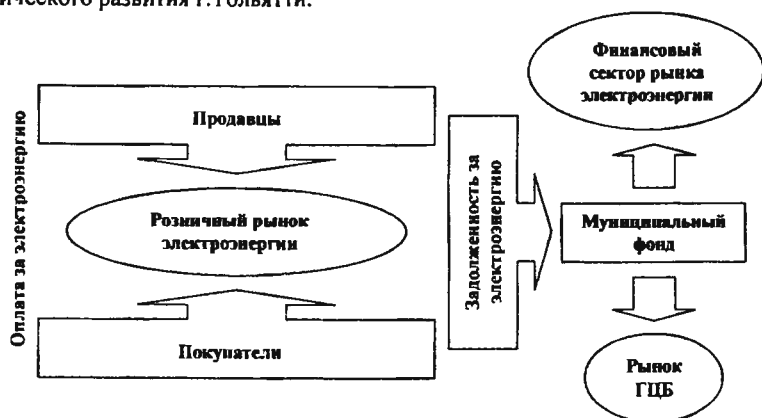 ического развития г. Тольятти.
Финансовый
сектор рынка
электроэнергии
Оплата за электроэнергию
Продавцы
Розничный рынок
электроэнергии
Покупатели
Задолженность за
электроэнергию
Муниципальный
фонд
Рынок
ГЦБ